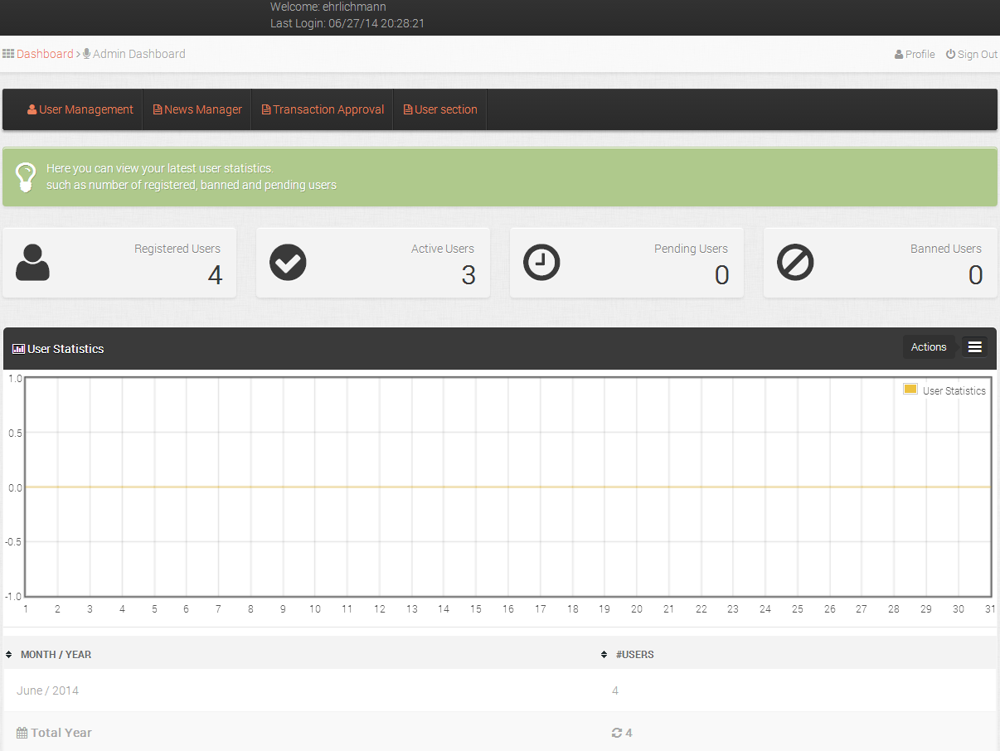 Welcome: ehrlichmann
Last Login: 06/27/14 20:28:21
Dashboard › Admin Dashboard
Profile Sign Out
User Management News Manager Transaction Approval User section
Here you can view your latest user statistics.
such as number of registered, banned and pending users
Registered Users
4
Active Users
3
Pending Users
0
Banned Users
0
User Statistics
Actions
User Statistics
1.0
0.5
0.0
-0.5
-1.0
1 2 3 4 5 6 7 8 9 10 11 12 13 14 15 16 17 18 19 20 21 22 23 24 25 26 27 28 29 30 31
MONTH / YEAR #USERS
June / 2014 4
Total Year 4